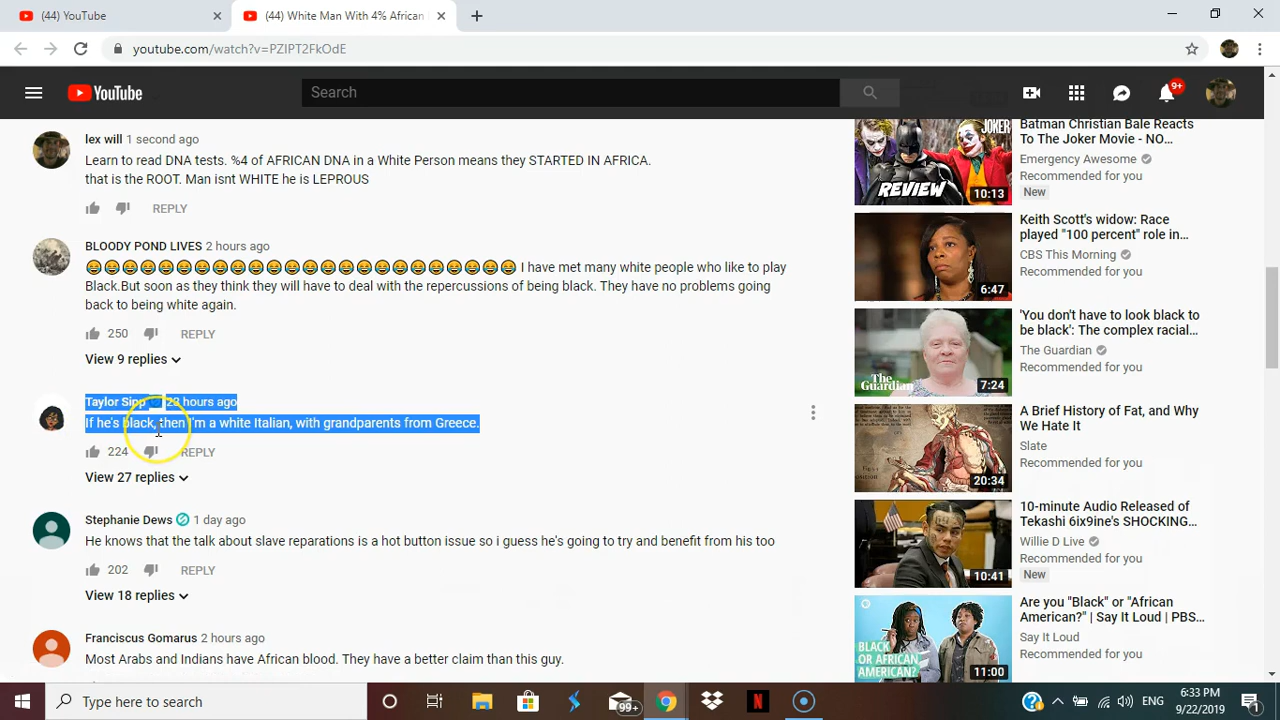 (44) YouTube
(44) White Man With 4% African
youtube.com/watch?v=PZIPT2FkOdE
YouTube
Search
9+
lex will 1 second ago
Learn to read DNA tests. %4 of AFRICAN DNA in a White Person means they STARTED IN AFRICA.
that is the ROOT. Man isnt WHITE he is LEPROUS
REPLY
BLOODY POND LIVES 2 hours ago
I have met many white people who like to play
Black.But soon as they think they will have to deal with the repercussions of being black. They have no problems going
back to being white again.
250 REPLY
View 9 replies
Taylor Sipp 23 hours ago
If he's black, then I'm a white Italian, with grandparents from Greece.
224 REPLY
View 27 replies
Stephanie Dews 1 day ago
He knows that the talk about slave reparations is a hot button issue so i guess he's going to try and benefit from his too
202 REPLY
View 18 replies
Franciscus Gomarus 2 hours ago
Most Arabs and Indians have African blood. They have a better claim than this guy.
JOKER
REVIEW
10:13
Batman Christian Bale Reacts
To The Joker Movie - NO...
Emergency Awesome
Recommended for you
New
6:47
Keith Scott's widow: Race
played "100 percent" role in...
CBS This Morning
Recommended for you
The Guardian
7:24
'You don't have to look black to
be black': The complex racial...
The Guardian
Recommended for you
20:34
A Brief History of Fat, and Why
We Hate It
Slate
Recommended for you
10:41
10-minute Audio Released of
Tekashi 6ix9ine's SHOCKING...
Willie D Live
Recommended for you
New
BLACK
OR AFRICAN
AMERICAN?
11:00
Are you "Black" or "African
American?" | Say It Loud | PBS...
Say It Loud
Recommended for you
Type here to search
99+
ENG
6:33 PM
9/22/2019
1